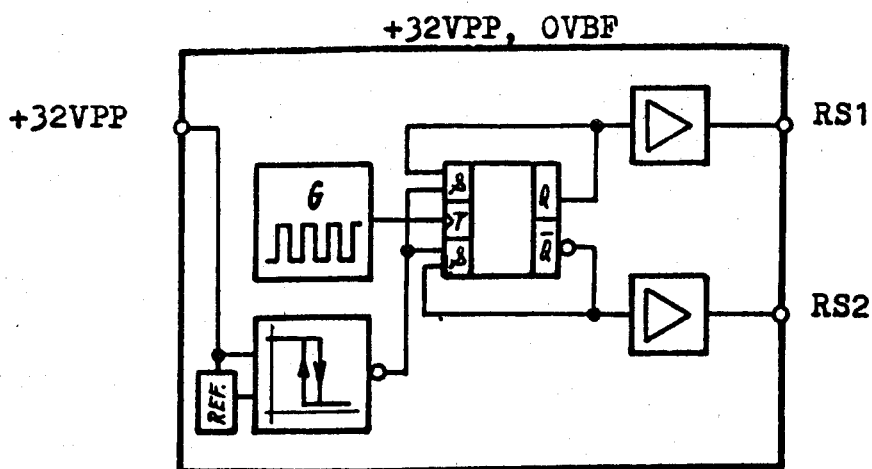 +32VPP, OVBF
+32VPP
RS1
G
&
T
&
Q
Q̅
RS2
REF.